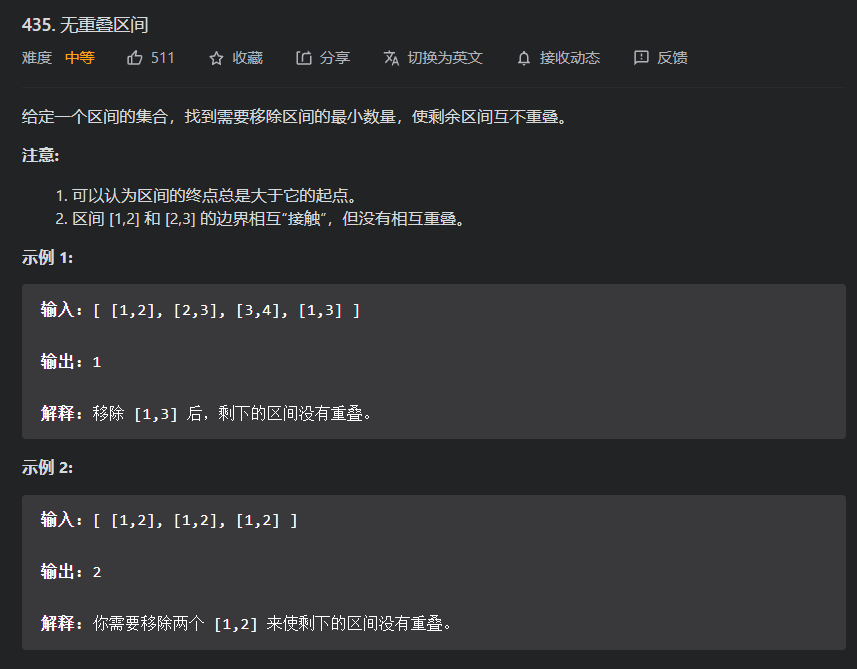 435. 无重叠区间
难度 中等 511 收藏 分享 切换为英文 接收动态 反馈
给定一个区间的集合，找到需要移除区间的最小数量，使剩余区间互不重叠。
注意:
1. 可以认为区间的终点总是大于它的起点。
2. 区间 [1,2] 和 [2,3] 的边界相互“接触”，但没有相互重叠。
示例 1:
输入: [ [1,2], [2,3], [3,4], [1,3] ]
输出: 1
解释: 移除 [1,3] 后，剩下的区间没有重叠。
示例 2:
输入: [ [1,2], [1,2], [1,2] ]
输出: 2
解释: 你需要移除两个 [1,2] 来使剩下的区间没有重叠。